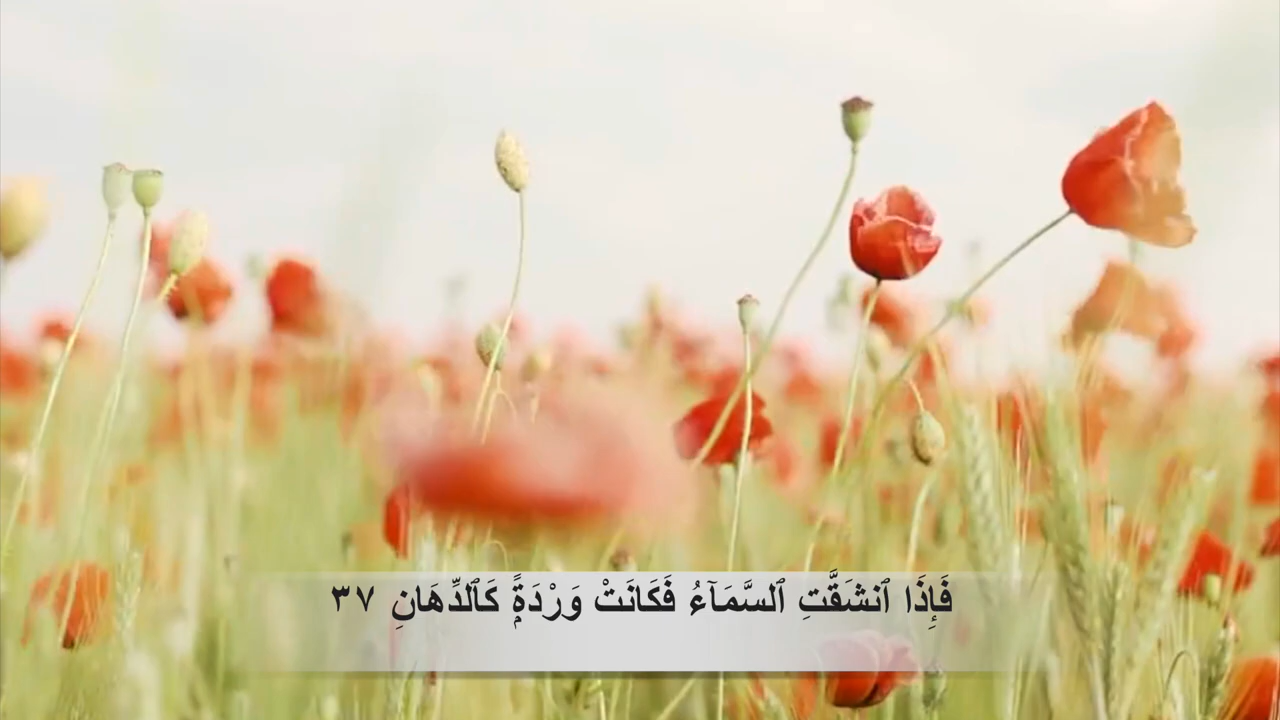 فَإِذَا ٱنشَقَّتِ ٱلسَّمَآءُ فَكَانَتْ وَرْدَةًۭ كَٱلدِّهَانِ ٣٧